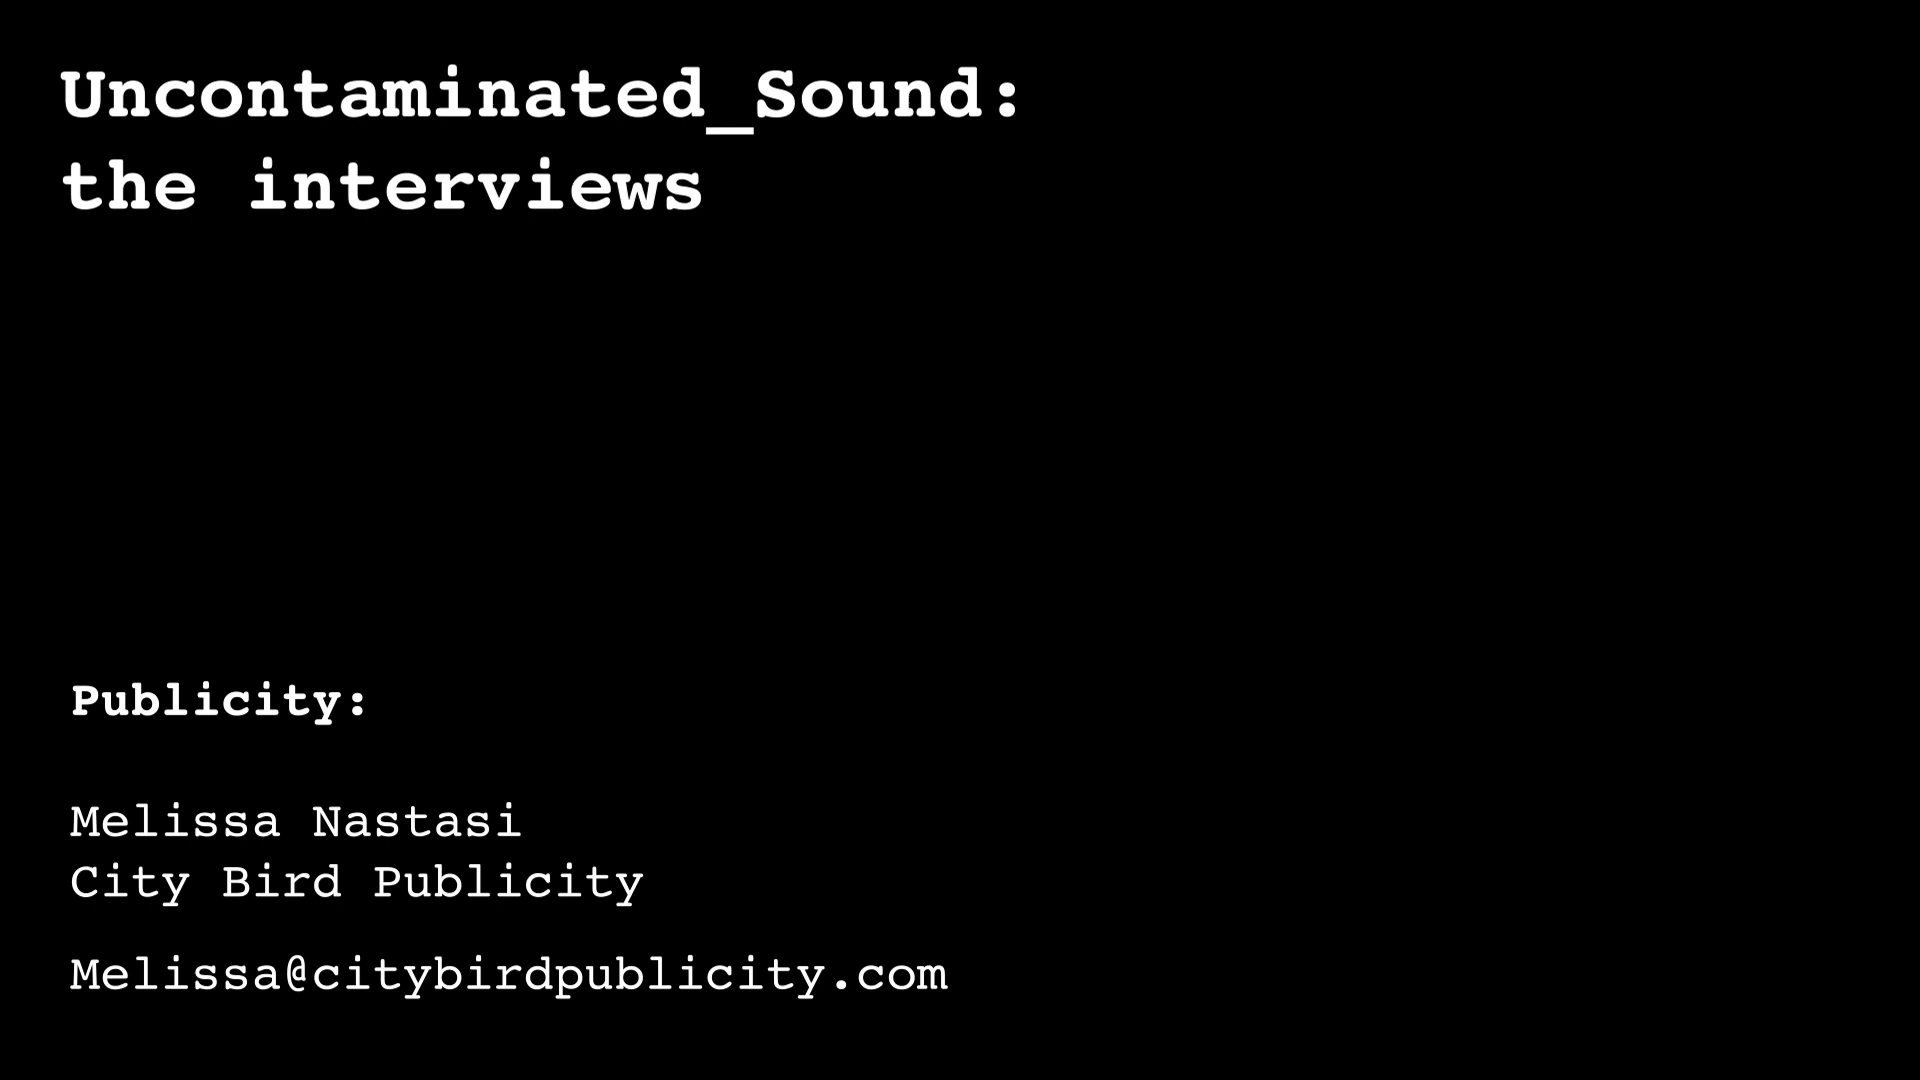 Uncontaminated_Sound:
the interviews
Publicity:
Melissa Nastasi
City Bird Publicity
Melissa@citybirdpublicity.com